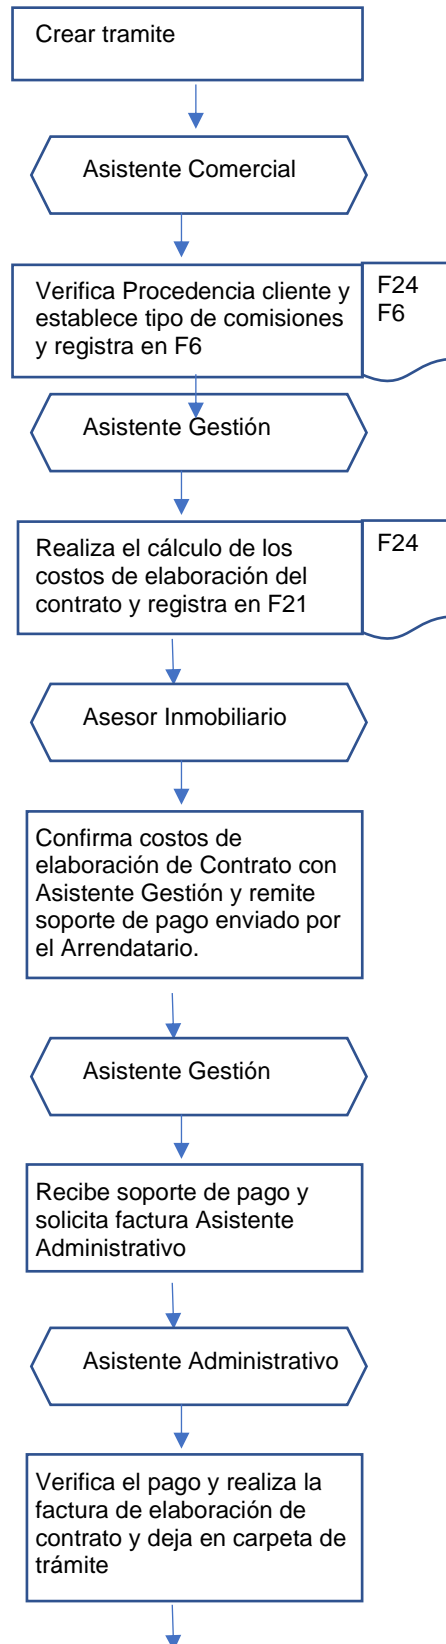 Crear tramite
Asistente Comercial
Verifica Procedencia cliente y
establece tipo de comisiones
y registra en F6
F24
F6
Asistente Gestión
Realiza el cálculo de los
costos de elaboración del
contrato y registra en F21
F24
Asesor Inmobiliario
Confirma costos de
elaboración de Contrato con
Asistente Gestión y remite
soporte de pago enviado por
el Arrendatario.
Asistente Gestión
Recibe soporte de pago y
solicita factura Asistente
Administrativo
Asistente Administrativo
Verifica el pago y realiza la
factura de elaboración de
contrato y deja en carpeta de
trámite